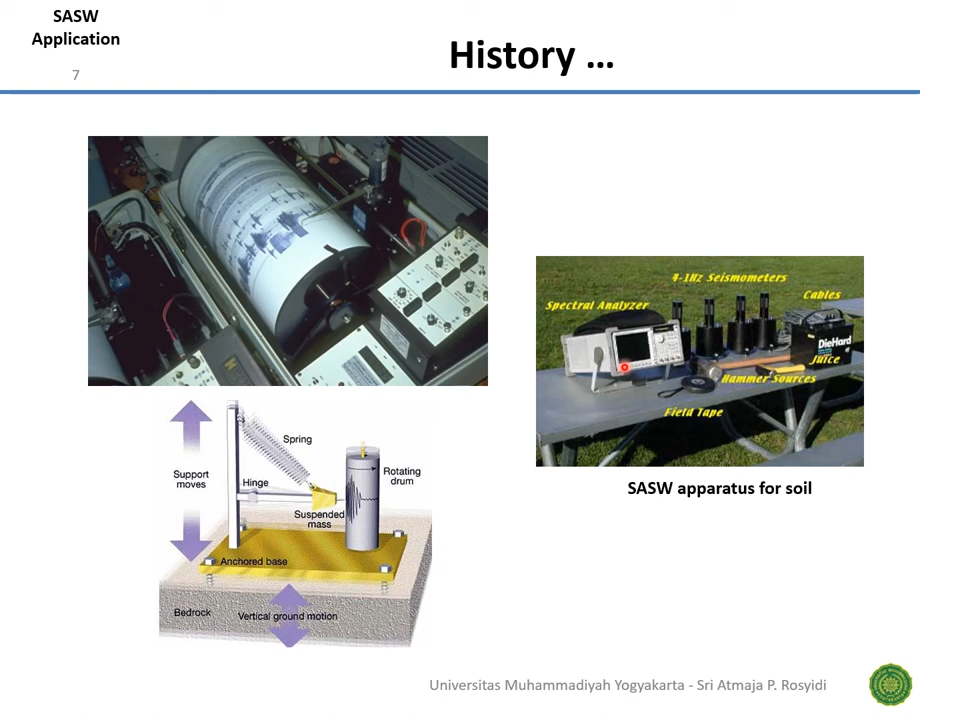 SASW
Application
7
History ...
4-1Hz Seismometers
Cables
Spectral Analyzer
DieHard
Juice
Hammer Sources
Field Tape
SASW apparatus for soil
Spring
Support
moves
Hinge
Rotating
drum
Suspended
mass
Anchored base
Bedrock
Vertical ground motion
Universitas Muhammadiyah Yogyakarta - Sri Atmaja P. Rosyidi